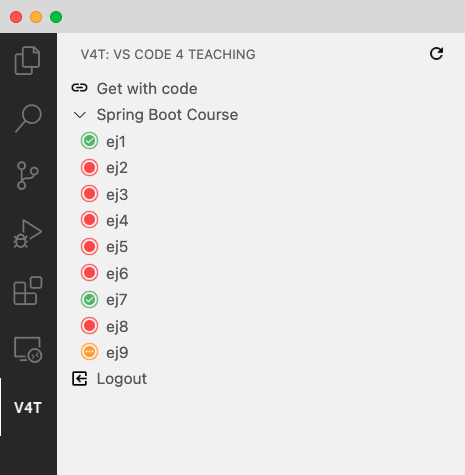 V4T: VS CODE 4 TEACHING
Get with code
Spring Boot Course
ej1
ej2
ej3
ej4
ej5
ej6
ej7
ej8
ej9
Logout
V4T